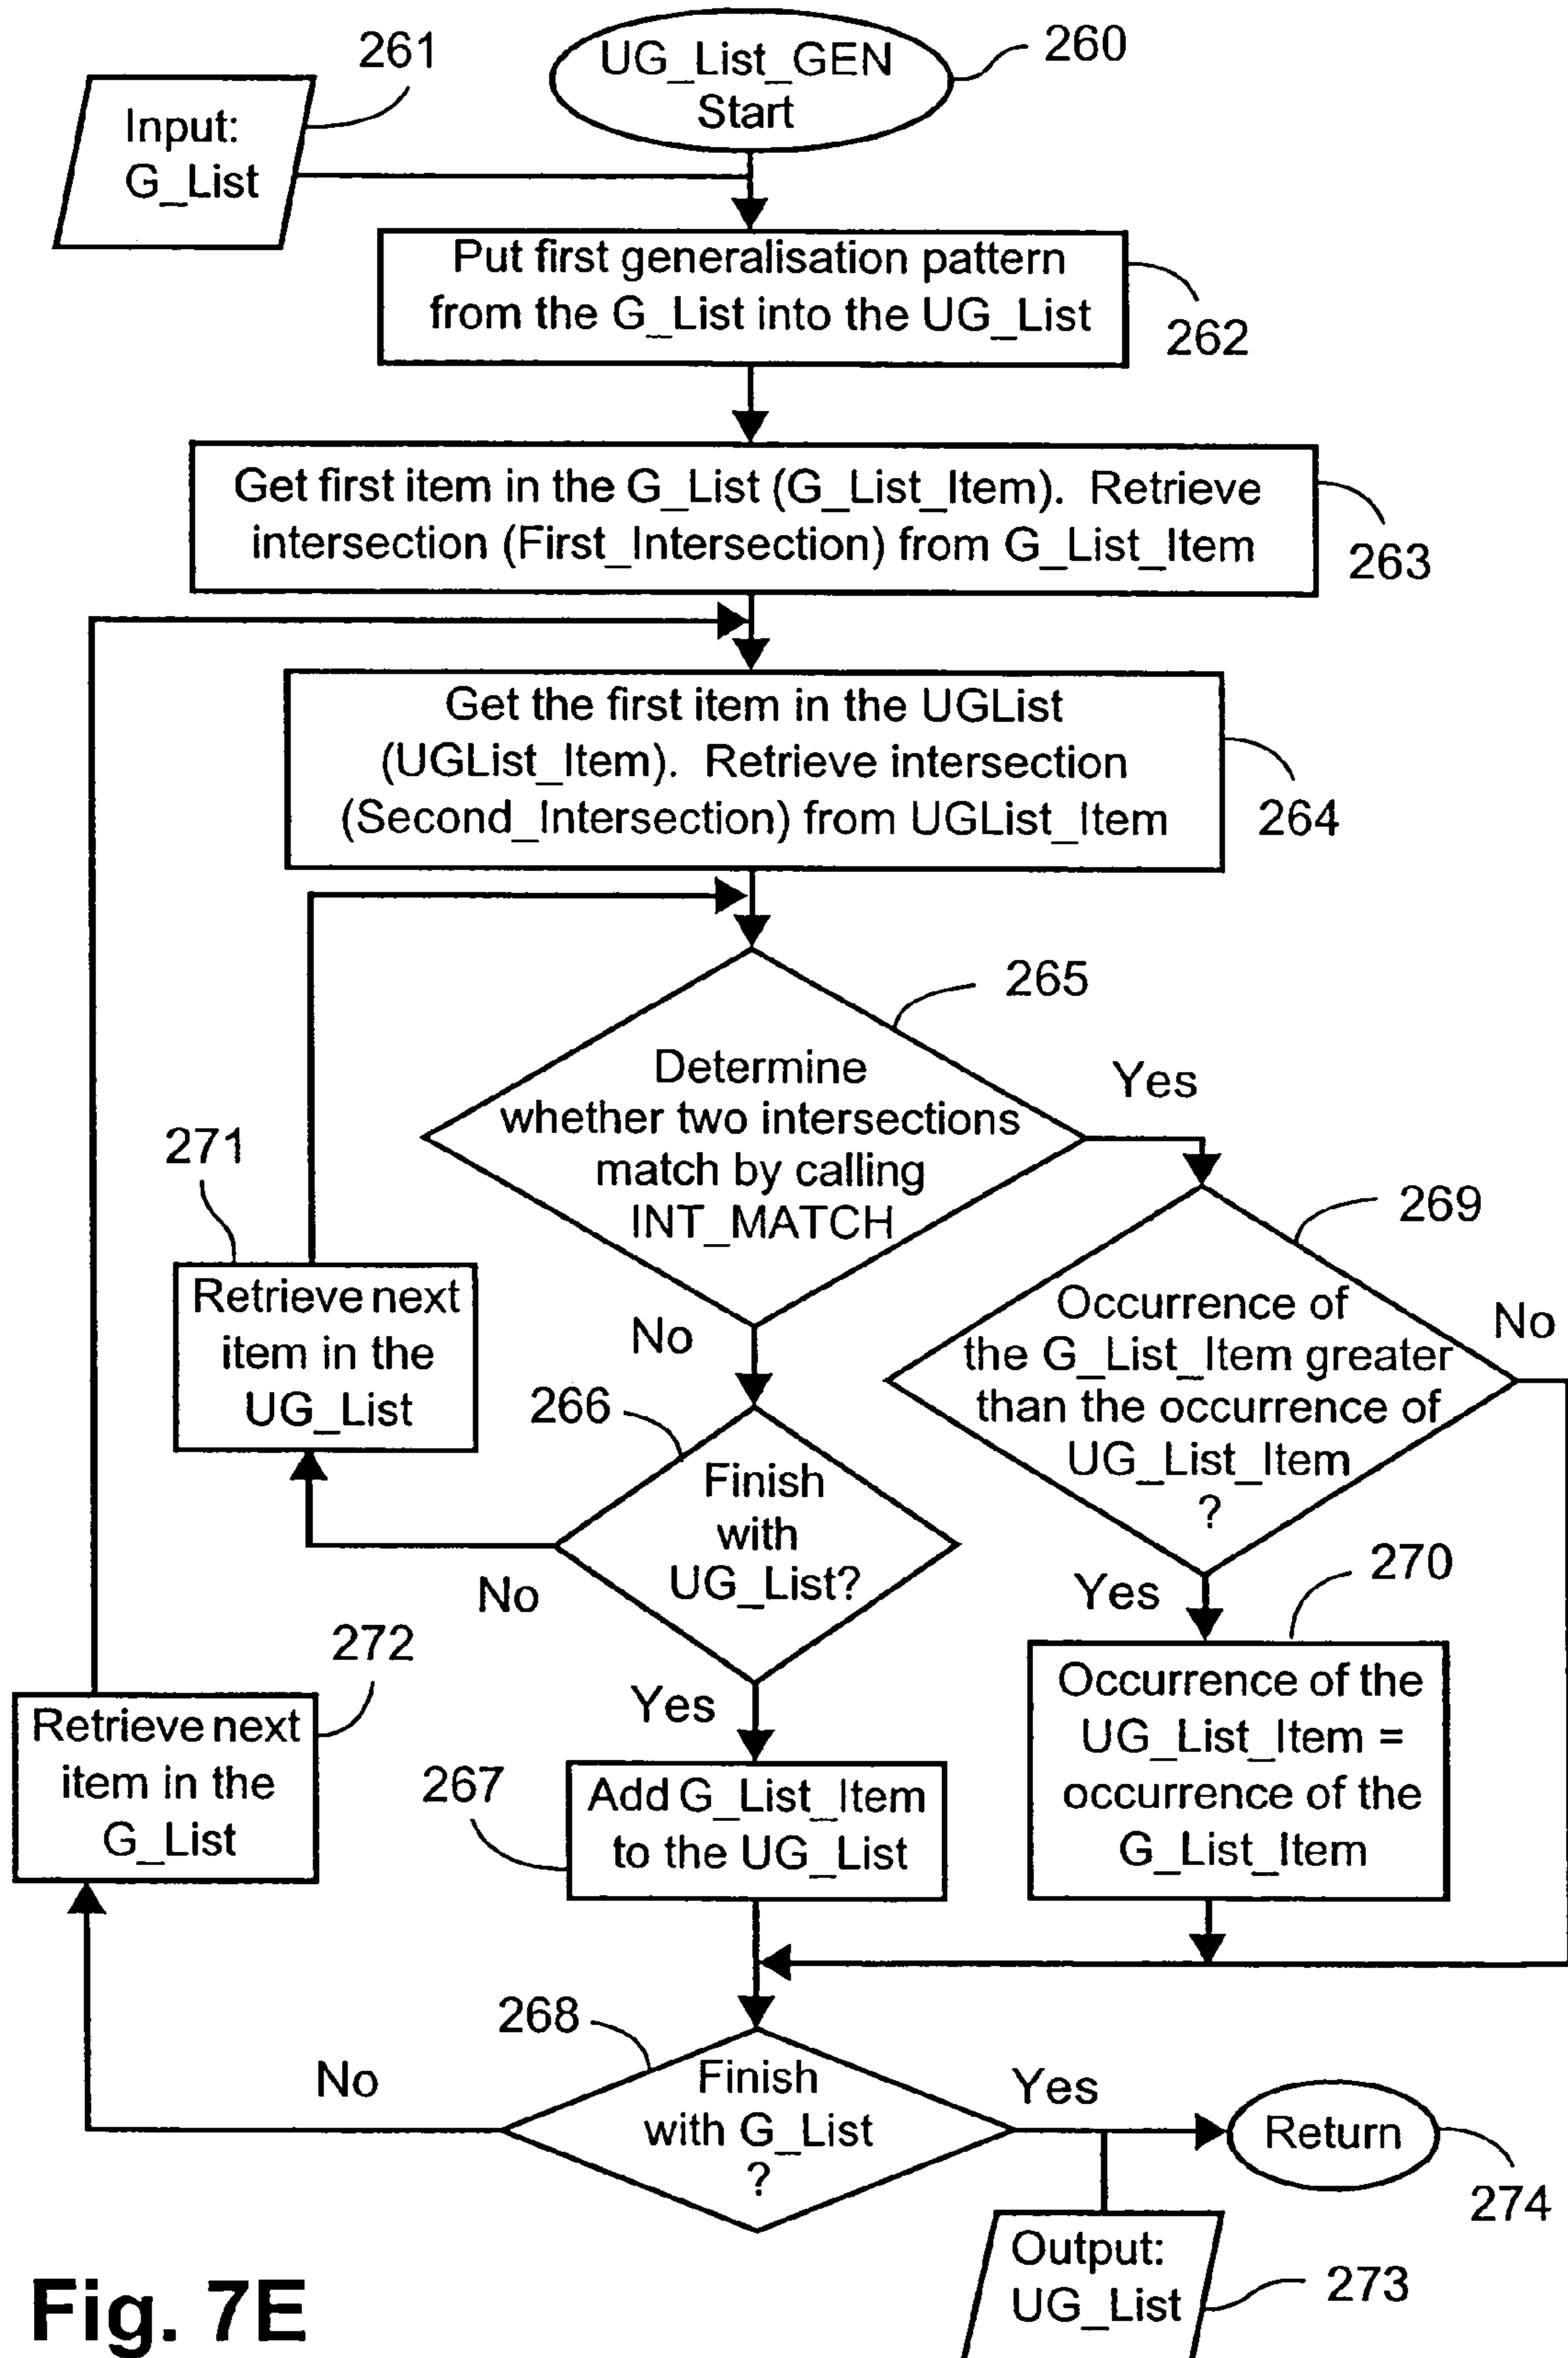 261
UG_List_GEN
Start
260
Input:
G_List
Put first generalisation pattern
from the G_List into the UG_List
262
Get first item in the G_List (G_List_Item). Retrieve
intersection (First_Intersection) from G_List_Item
263
Get the first item in the UGList
(UGList_Item). Retrieve intersection
(Second_Intersection) from UGList_Item
264
265
Determine
whether two intersections
match by calling
INT_MATCH
Yes
No
271
Retrieve next
item in the
UG_List
269
Occurrence of
the G_List_Item greater
than the occurrence of
UG_List_Item
?
No
266
Finish
with
UG_List?
No
Yes
Yes
270
Occurrence of the
UG_List_Item =
occurrence of the
G_List_Item
272
Retrieve next
item in the
G_List
267
Add G_List_Item
to the UG_List
268
Finish
with G_List
?
No
Yes
Return
274
Output:
UG_List
273
Fig. 7E